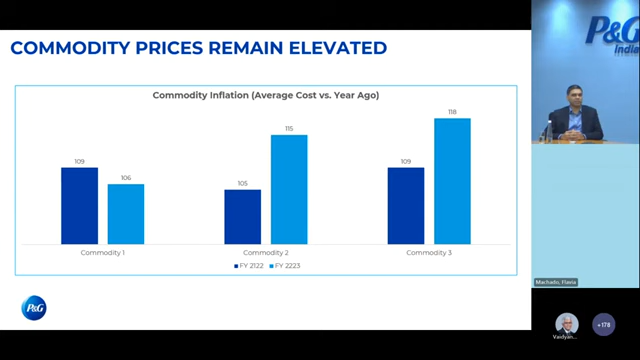 COMMODITY PRICES REMAIN ELEVATED
P&G
India
Commodity Inflation (Average Cost vs. Year Ago)
109
106
105
115
109
118
Commodity 1
Commodity 2
Commodity 3
FY 2122
FY 2223
P&G
Machado, Flavia
Vaidyan...
+178